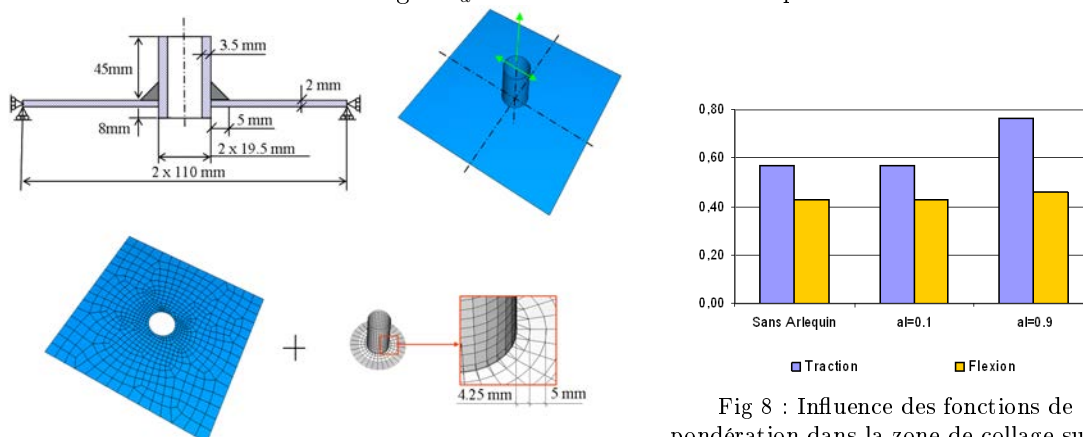 3.5 mm
45mm
2 mm
8mm
5 mm
2 x 19.5 mm
2 x 110 mm
+
4.25 mm
5 mm
0,80
0,60
0,40
0,20
0,00
Sans Arlequin
al=0.1
al=0.9
Traction
Flexion
Fig 8 : Influence des fonctions de
pondération dans la zone de collage su